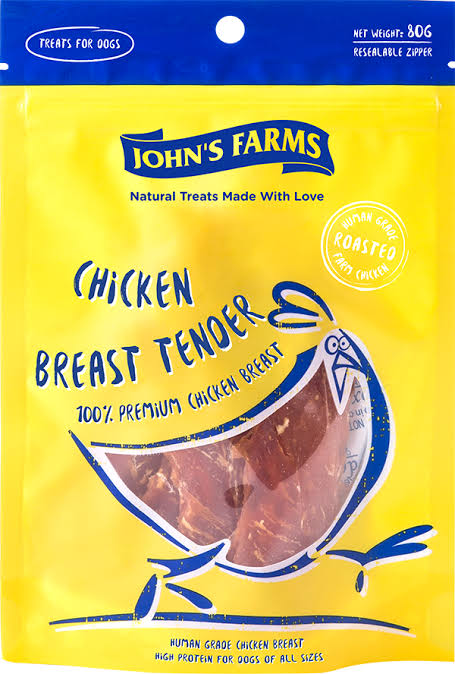 TREATS FOR DOGS
NET WEIGHT: 80G
RESEALABLE ZIPPER
JOHN'S FARMS
Natural Treats Made With Love
HUMAN GRADE
ROASTED
FARM CHICKEN
CHiCKEN
BREAST TENDER
100% PREMIUM CHICKEN BREAST
NOT
HUMAN GRADE CHICKEN BREAST
HIGH PROTEIN FOR DOGS OF ALL SIZES